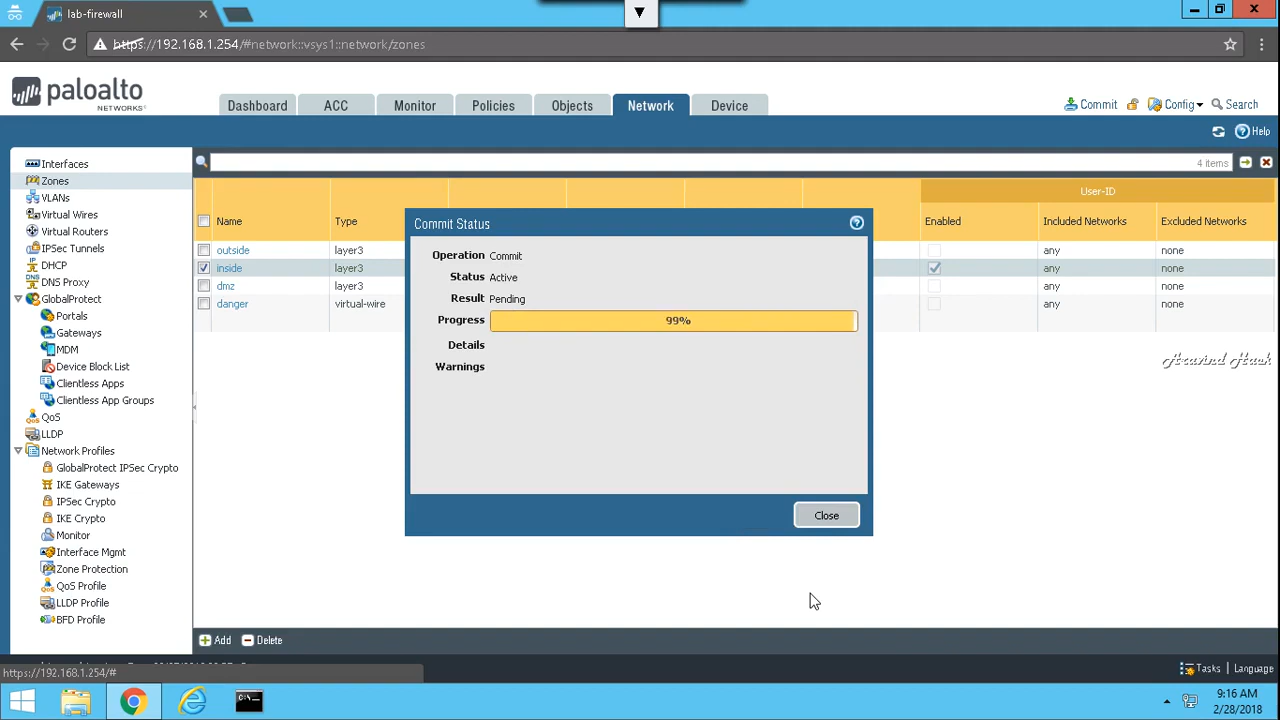 lab-firewall
https://192.168.1.254/#network::vsys1::network/zones
paloalto
NETWORKS
Dashboard ACC Monitor Policies Objects Network Device
Commit Config Search
Help
Interfaces
Zones
VLANs
Virtual Wires
Virtual Routers
IPSec Tunnels
DHCP
DNS Proxy
GlobalProtect
Portals
Gateways
MDM
Device Block List
Clientless Apps
Clientless App Groups
QoS
LLDP
Network Profiles
GlobalProtect IPSec Crypto
IKE Gateways
IPSec Crypto
IKE Crypto
Monitor
Interface Mgmt
Zone Protection
QoS Profile
LLDP Profile
BFD Profile
4 items
User-ID
Name Type Enabled Included Networks Excluded Networks
outside layer3 any none
inside layer3 any none
dmz layer3 any none
danger virtual-wire any none
Commit Status
Operation Commit
Status Active
Result Pending
Progress 99%
Details
Warnings
Close
Aravind Hack
Add Delete
https://192.168.1.254/#
Tasks Language
C:\_
9:16 AM
2/28/2018